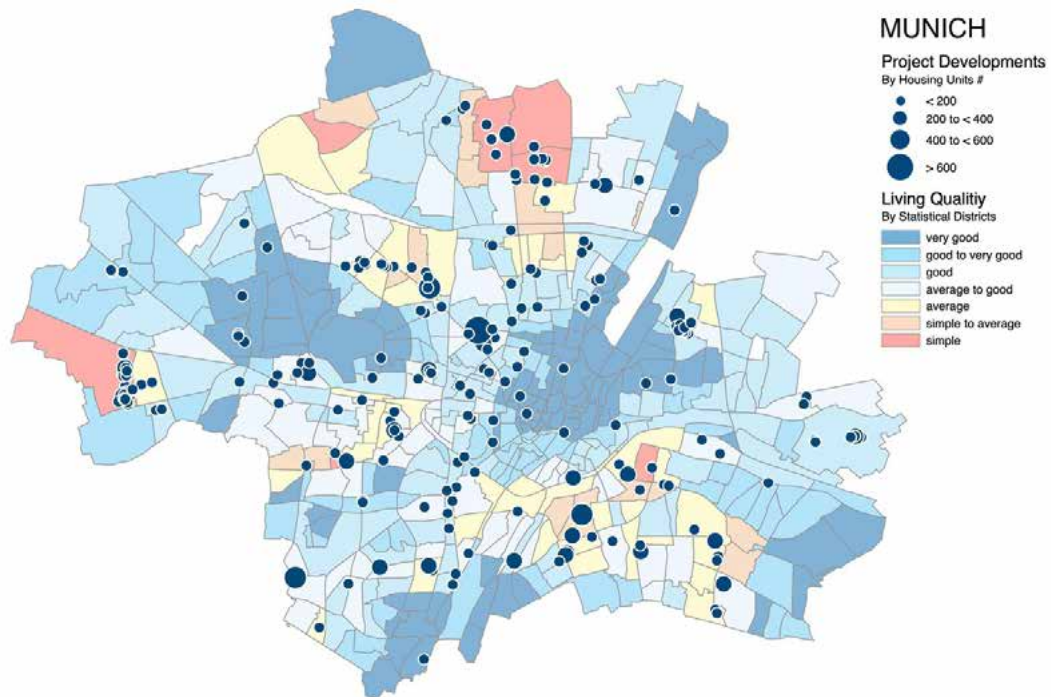 MUNICH
Project Developments
By Housing Units #
< 200
200 to < 400
400 to < 600
> 600
Living Qualitiy
By Statistical Districts
very good
good to very good
good
average to good
average
simple to average
simple